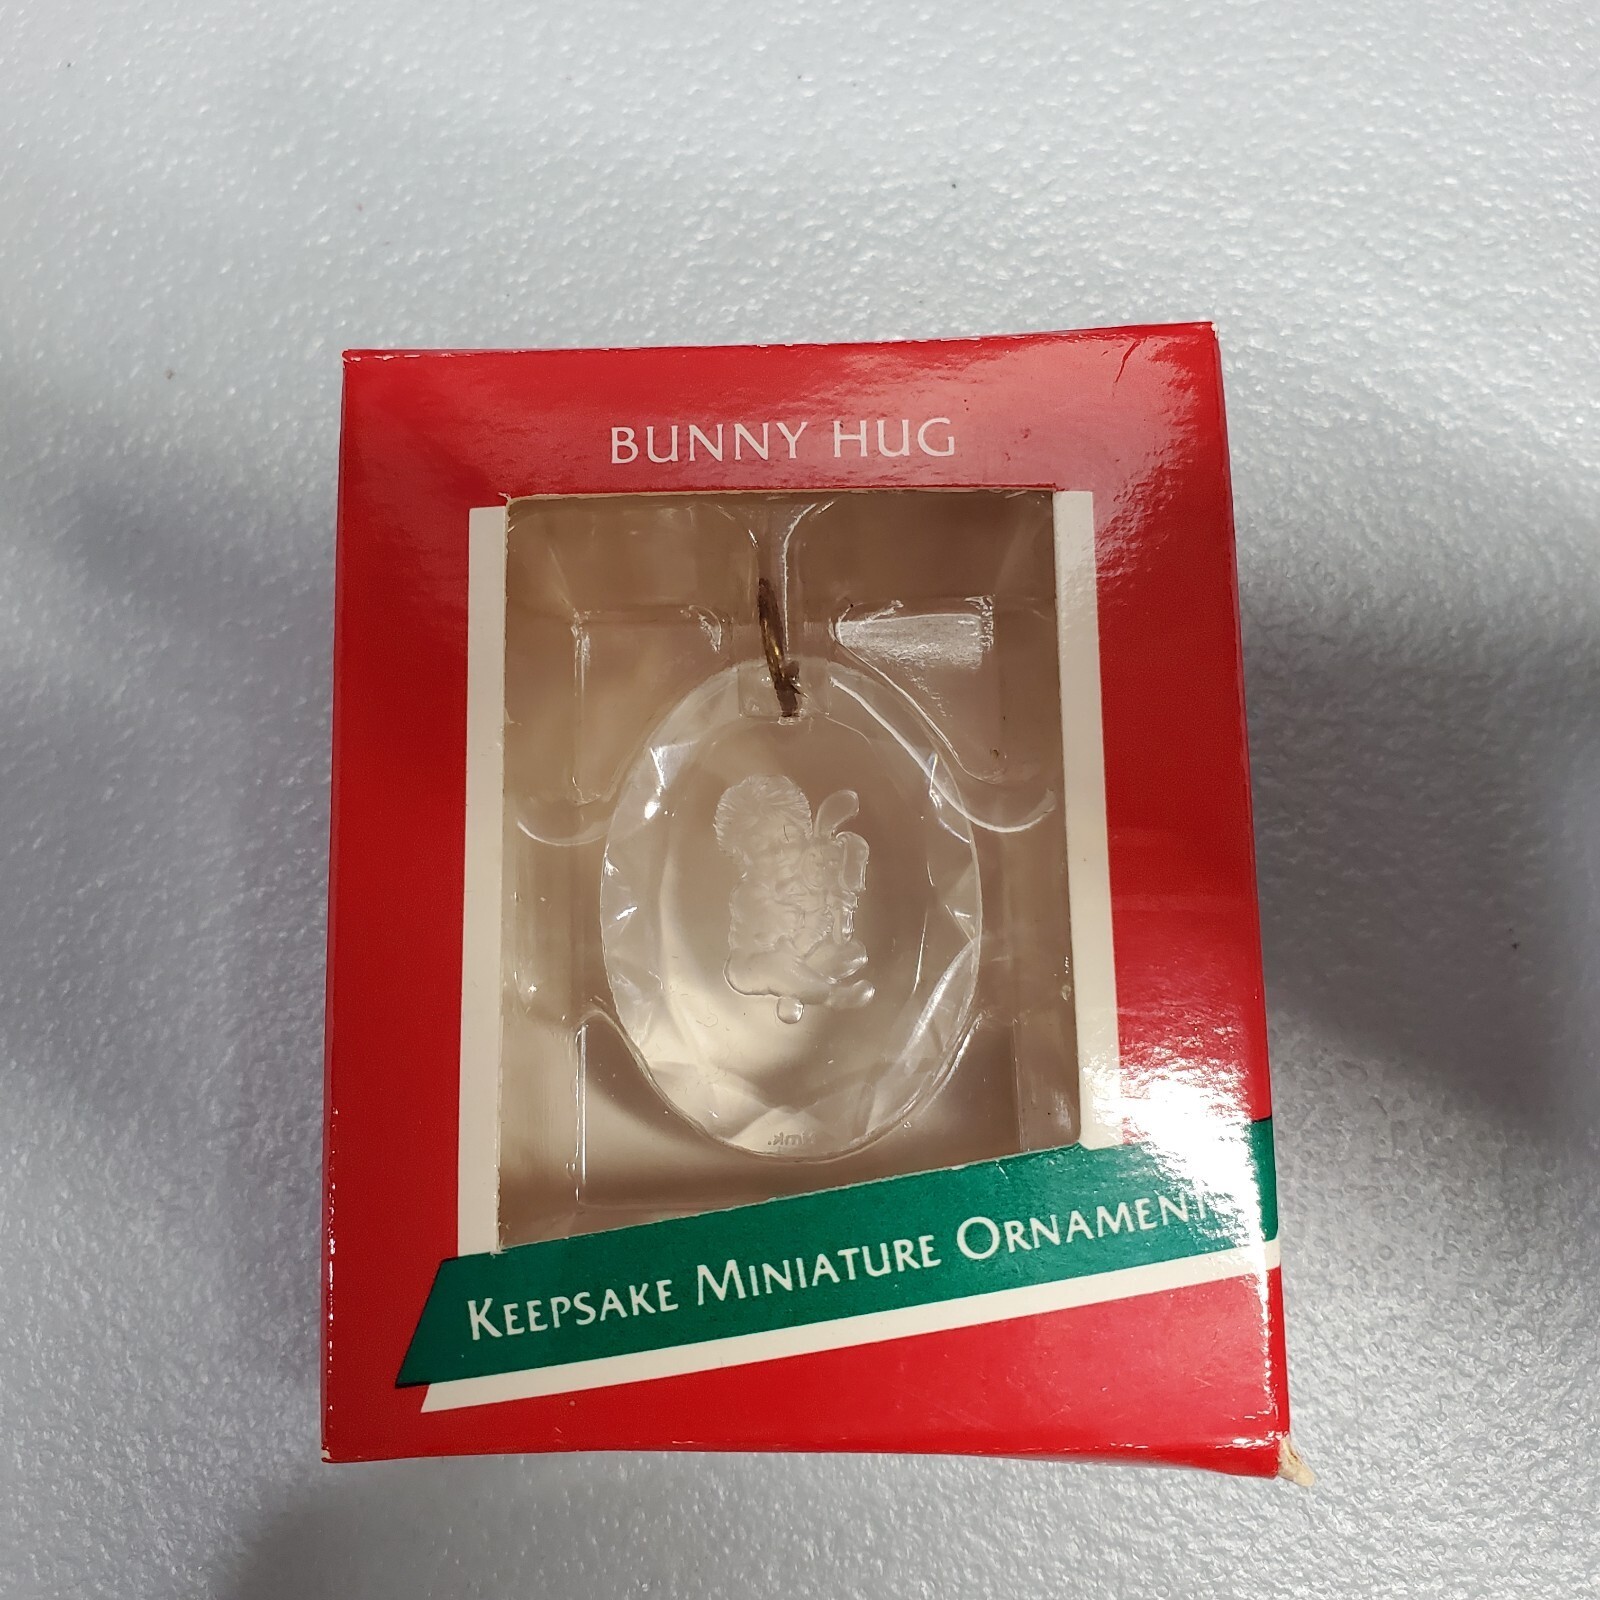 BUNNY HUG
KEEPSAKE MINIATURE ORNAMENT